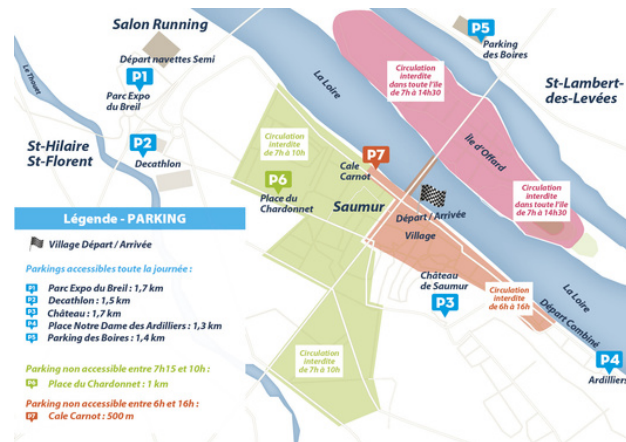 Salon Running
Départ navettes Semi
P1
Parc Expo
du Breil
Le Thouet
St-Hilaire
St-Florent
P2
Decathlon
P5
Parking
des Boires
St-Lambert-
des-Levées
La Loire
Circulation
interdite
dans toute l'île
de 7h à 14h30
Île d'Offard
Circulation
interdite
dans toute l'île
de 7h à 14h30
Circulation
interdite
de 7h à 10h
P7
Cale
Carnot
P6
Place du
Chardonnet
Saumur
Départ / Arrivée
Village
Château
de Saumur
P3
Circulation
interdite
de 6h à 16h
La Loire
Départ Combiné
P4
Ardilliers
Circulation
interdite
de 7h à 10h
Légende - PARKING
Village Départ / Arrivée
Parkings accessibles toute la journée :
P1 Parc Expo du Breil : 1,7 km
P2 Decathlon : 1,5 km
P3 Château : 1,7 km
P4 Place Notre Dame des Ardilliers : 1,3 km
P5 Parking des Boires : 1,4 km
Parking non accessible entre 7h15 et 10h :
P6 Place du Chardonnet : 1 km
Parking non accessible entre 6h et 16h :
P7 Cale Carnot : 500 m